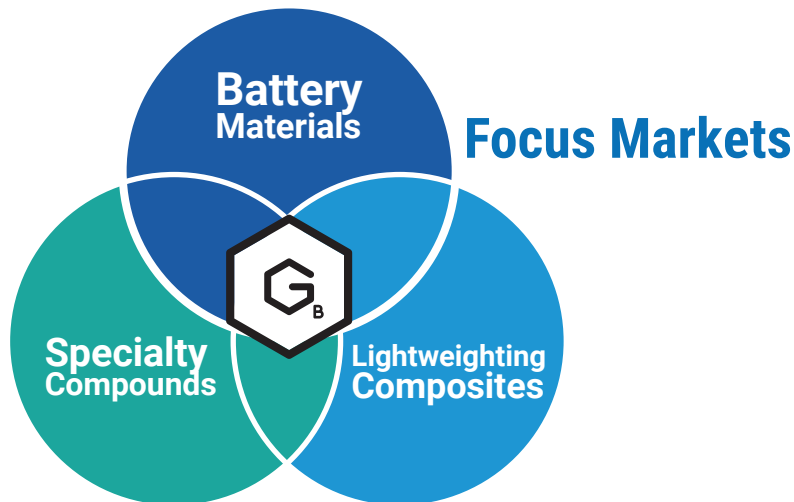 Battery
Materials
Focus Markets
G
B
Specialty
Compounds
Lightweighting
Composites